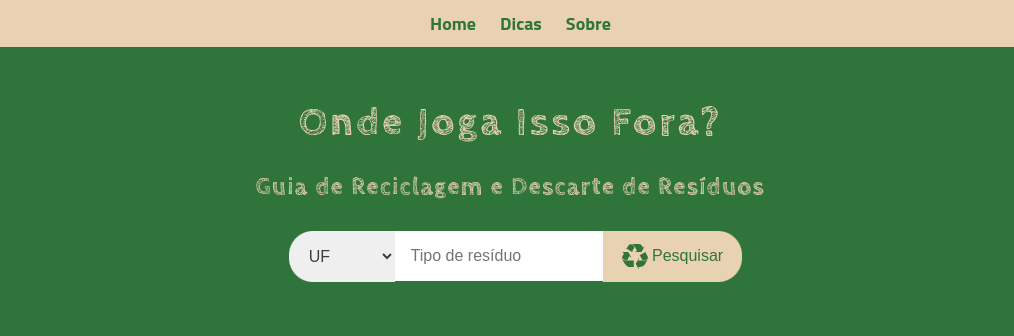 Home Dicas Sobre
Onde Joga Isso Fora?
Guia de Reciclagem e Descarte de Resíduos
UF Tipo de resíduo Pesquisar